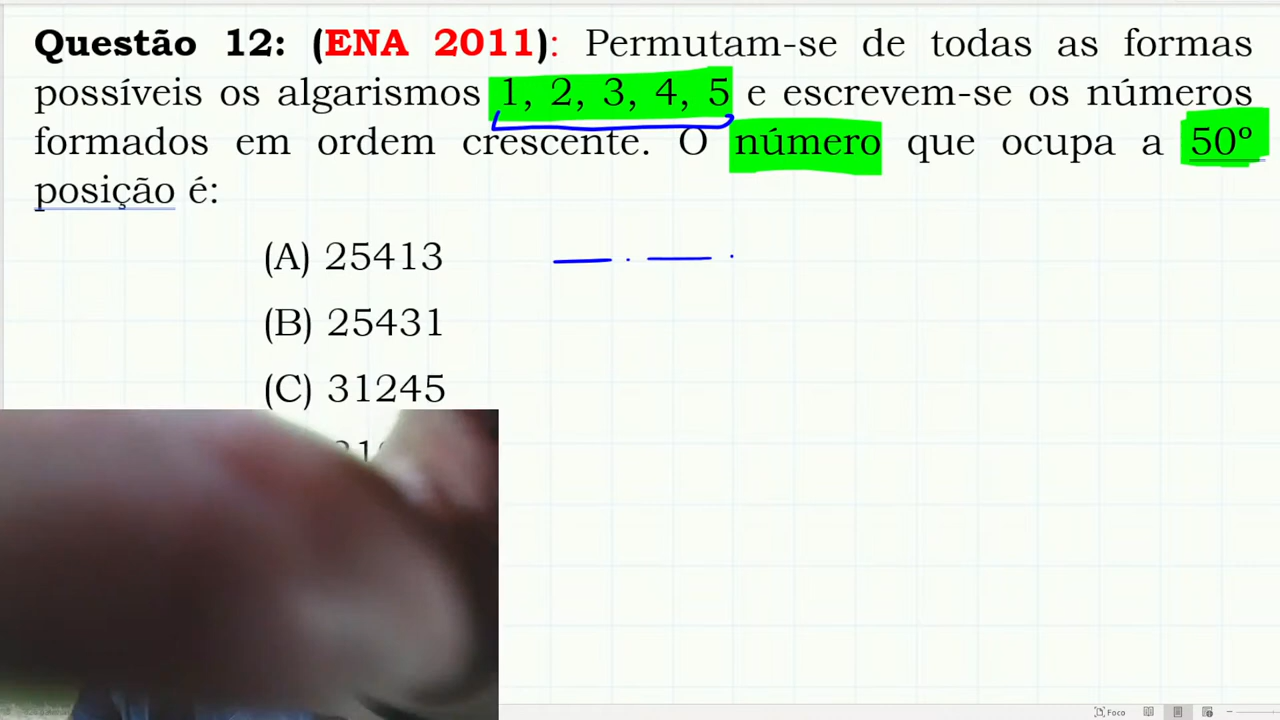 Questão 12: (ENA 2011): Permutam-se de todas as formas
possíveis os algarismos 1, 2, 3, 4, 5 e escrevem-se os números
formados em ordem crescente. O número que ocupa a 50º
posição é:
(A) 25413
(B) 25431
(C) 31245
Foco